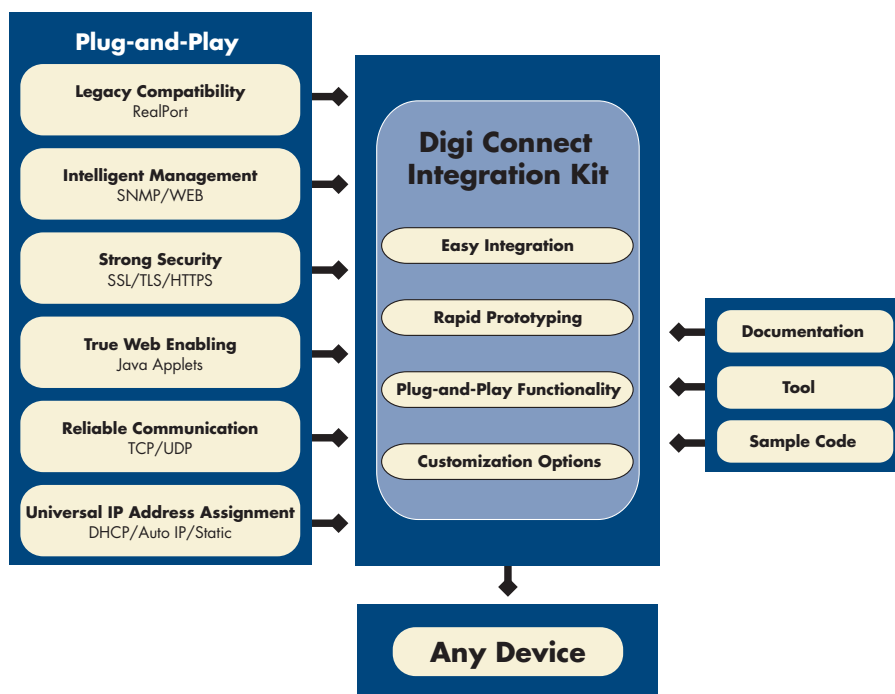 Plug-and-Play
Legacy Compatibility
RealPort
Intelligent Management
SNMP/WEB
Strong Security
SSL/TLS/HTTPS
True Web Enabling
Java Applets
Reliable Communication
TCP/UDP
Universal IP Address Assignment
DHCP/Auto IP/Static
Digi Connect
Integration Kit
Easy Integration
Rapid Prototyping
Plug-and-Play Functionality
Customization Options
Documentation
Tool
Sample Code
Any Device